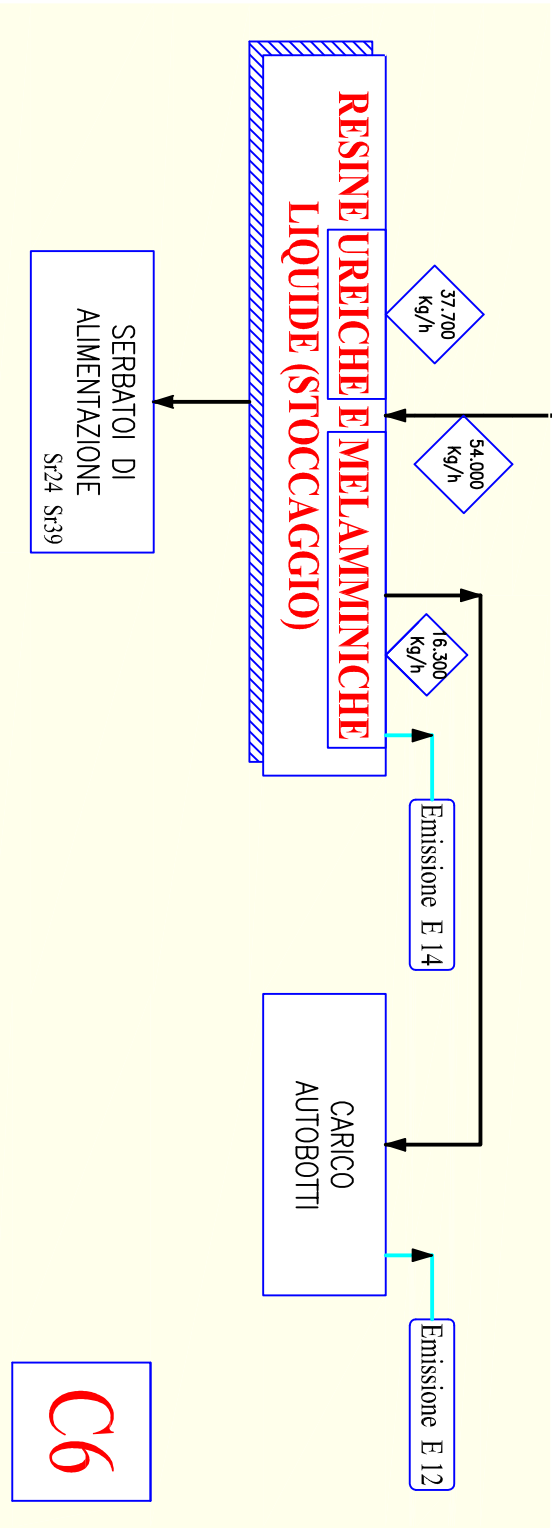 37.700
Kg/h
54.000
Kg/h
16.300
Kg/h
RESINE UREICHE E MELAMMINICHE
LIQUIDE (STOCCAGGIO)
Emissione E 14
Emissione E 12
CARICO
AUTOBOTTI
SERBATOI DI
ALIMENTAZIONE
Sr24 Sr39
C6